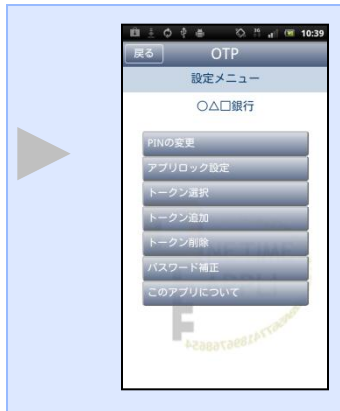 10:39
戻る
OTP
設定メニュー
○△□銀行
PINの変更
アプリロック設定
トークン選択
トークン追加
トークン削除
パスワード補正
このアプリについて